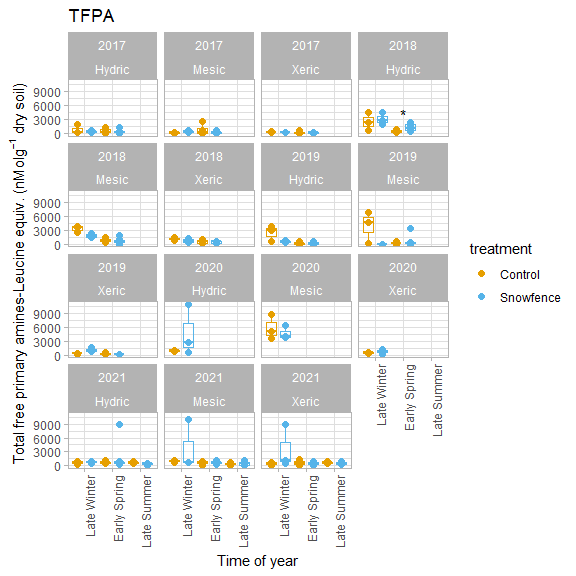 TFPA
2017 2017 2017 2018
Hydric Mesic Xeric Hydric
9000
6000
3000
0
*
2018 2018 2019 2019
Mesic Xeric Hydric Mesic
9000
6000
3000
0
2019 2020 2020 2020
Xeric Hydric Mesic Xeric
9000
6000
3000
0
2021 2021 2021
Hydric Mesic Xeric
9000
6000
3000
0
Late Winter Early Spring Late Summer
Late Winter Early Spring Late Summer
Late Winter Early Spring Late Summer
Late Winter Early Spring Late Summer
Time of year
Total free primary amines-Leucine equiv. (nM olg⁻¹ dry soil)
treatment
Control
Snowfence